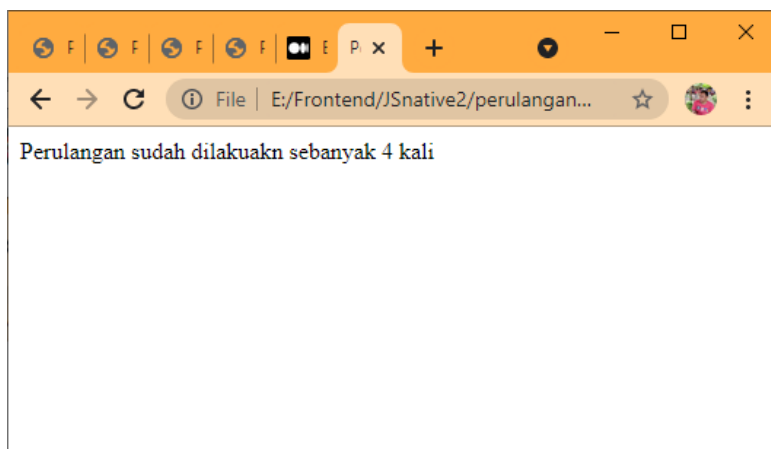 File
E:/Frontend/JSnative2/perulangan...
Perulangan sudah dilakuakn sebanyak 4 kali